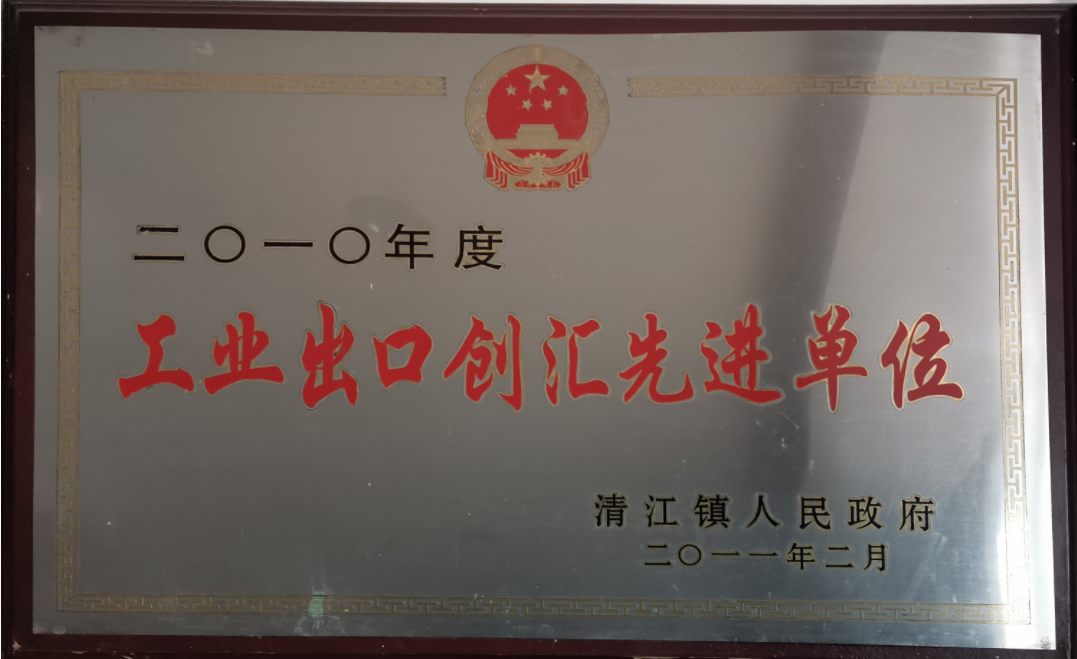 二〇一〇年度
工业出口创汇先进单位
清江镇人民政府
二〇一一年二月